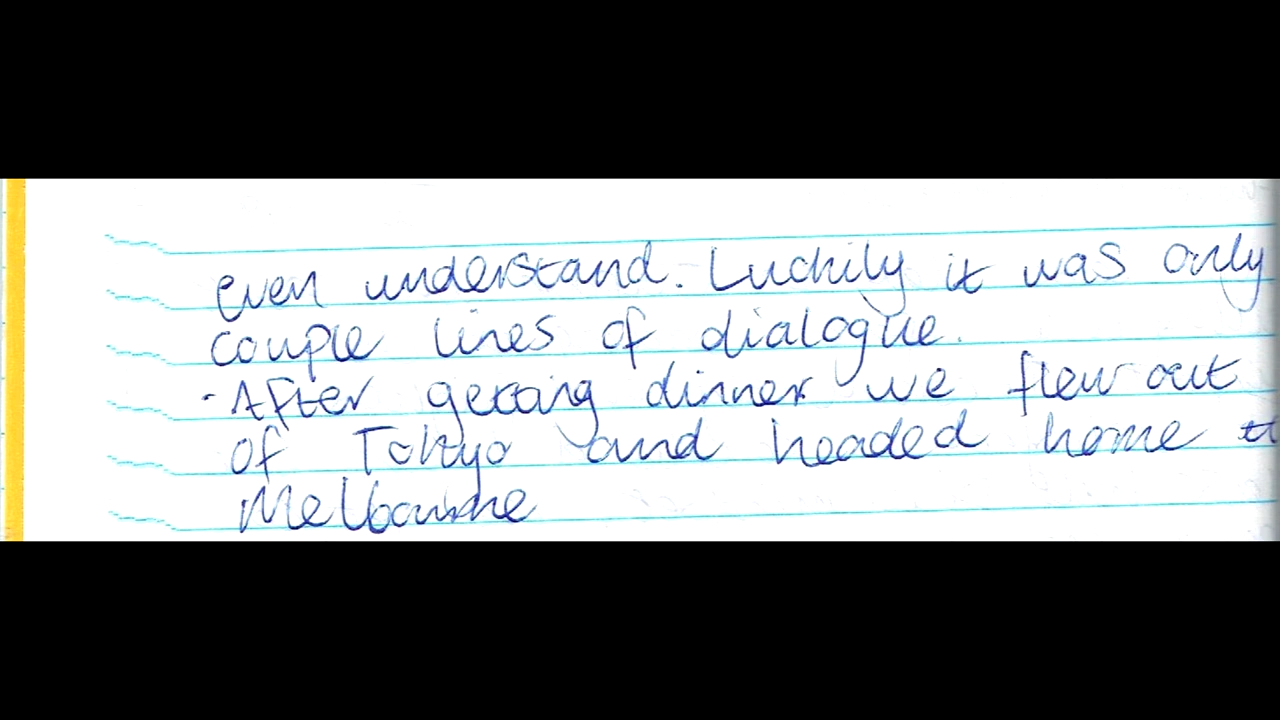 even understand. Luckily it was only
couple lines of dialogue.
· After getting dinner we flew out
of Tokyo and headed home
Melbourne